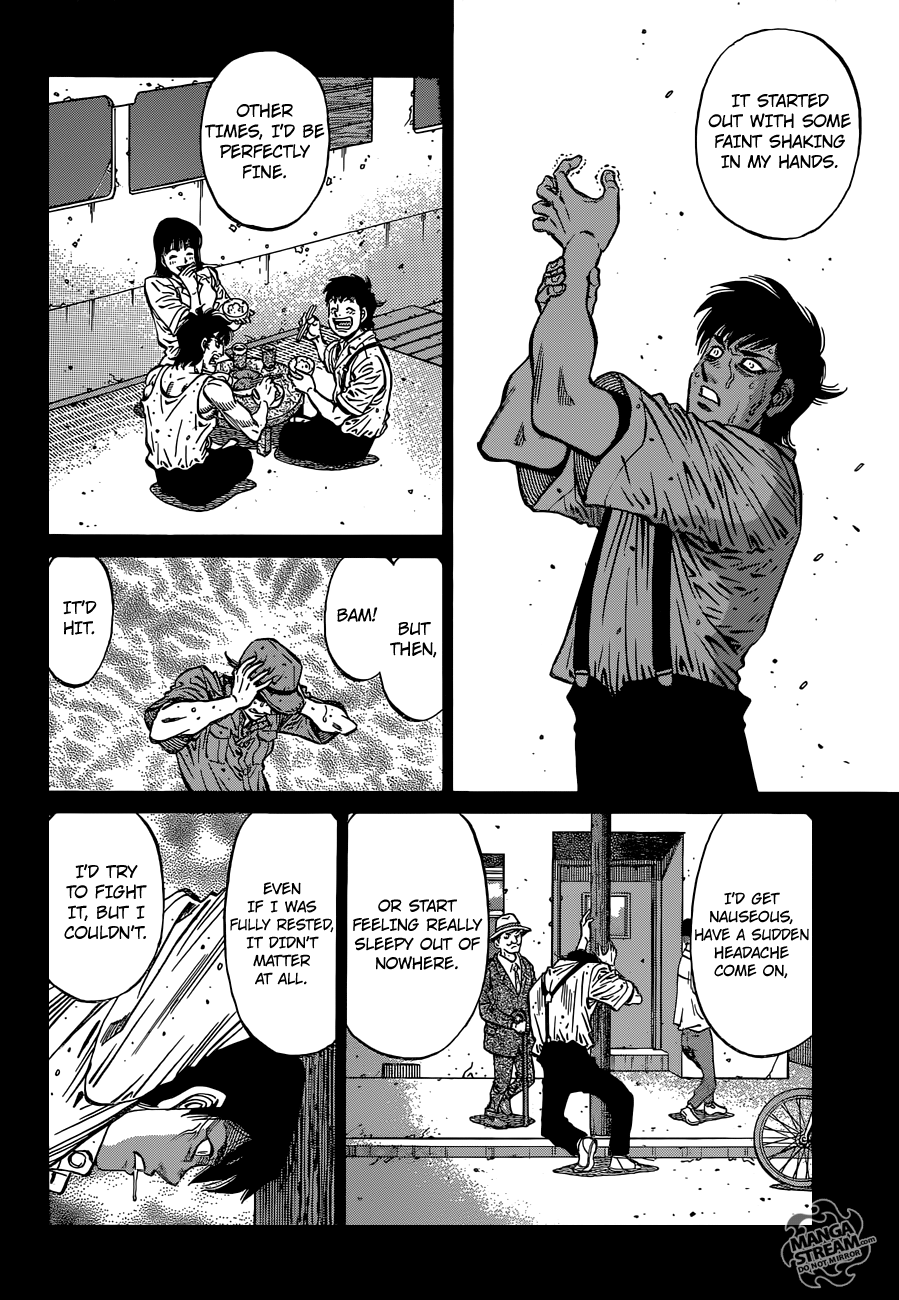 IT STARTED
OUT WITH SOME
FAINT SHAKING
IN MY HANDS.
OTHER
TIMES, I'D BE
PERFECTLY
FINE.
BUT
THEN,
BAM!
IT'D
HIT.
I'D GET
NAUSEOUS,
HAVE A SUDDEN
HEADACHE
COME ON,
OR START
FEELING REALLY
SLEEPY OUT OF
NOWHERE.
EVEN
IF I WAS
FULLY RESTED,
IT DIDN'T
MATTER
AT ALL.
I'D TRY
TO FIGHT
IT, BUT I
COULDN'T.
MANGA
STREAM.com
DO NOT MIRROR